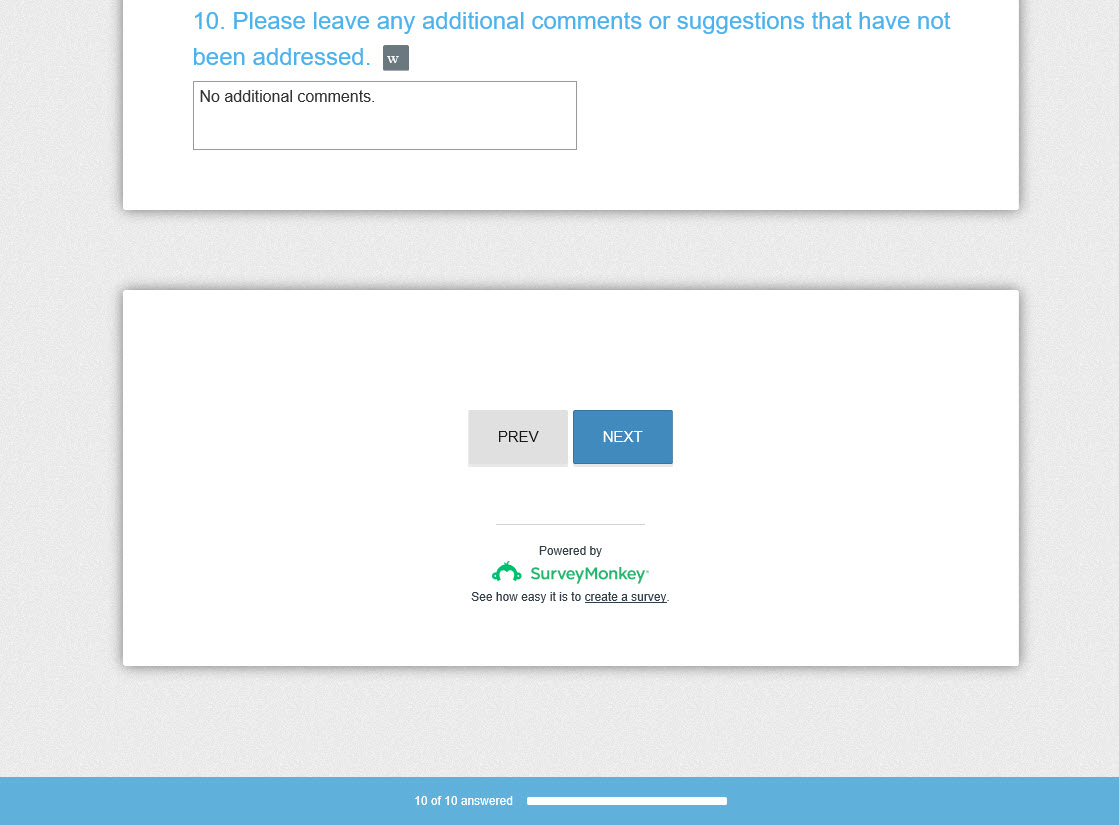 10. Please leave any additional comments or suggestions that have not
been addressed. w
No additional comments.
PREV NEXT
Powered by
SurveyMonkey®
See how easy it is to create a survey.
10 of 10 answered